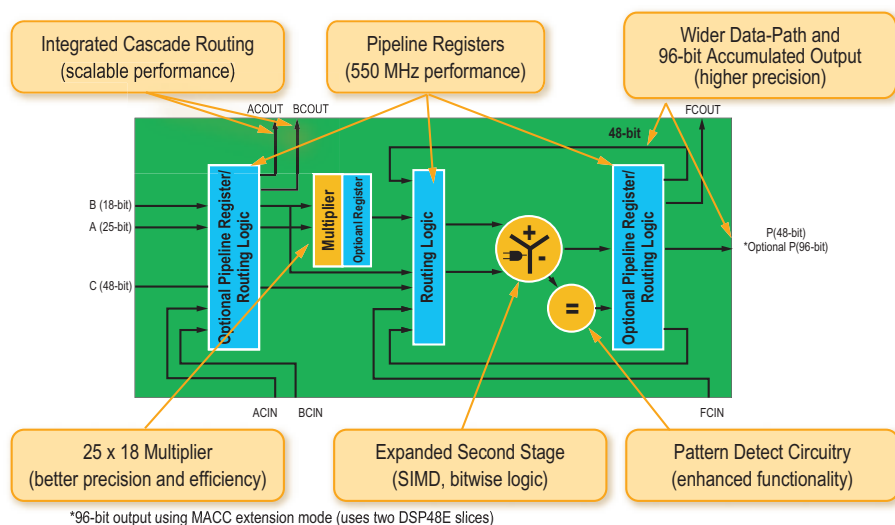 Integrated Cascade Routing
(scalable performance)
Pipeline Registers
(550 MHz performance)
Wider Data-Path and
96-bit Accumulated Output
(higher precision)
ACOUT
BCOUT
FCOUT
48-bit
B (18-bit)
A (25-bit)
C (48-bit)
Optional Pipeline Register/
Routing Logic
Multiplier
Optioanl Register
Routing Logic
+
-
=
Optional Pipeline Register/
Routing Logic
P(48-bit)
*Optional P(96-bit)
ACIN
BCIN
FCIN
25 x 18 Multiplier
(better precision and efficiency)
Expanded Second Stage
(SIMD, bitwise logic)
Pattern Detect Circuitry
(enhanced functionality)
*96-bit output using MACC extension mode (uses two DSP48E slices)